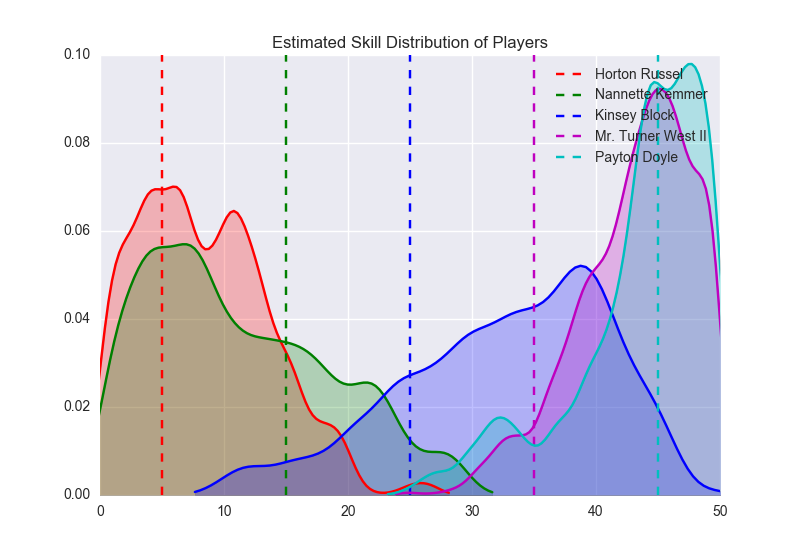 Estimated Skill Distribution of Players
0.10
0.08
0.06
0.04
0.02
0.00
Horton Russel
Nannette Kemmer
Kinsey Block
Mr. Turner West II
Payton Doyle
0 10 20 30 40 50